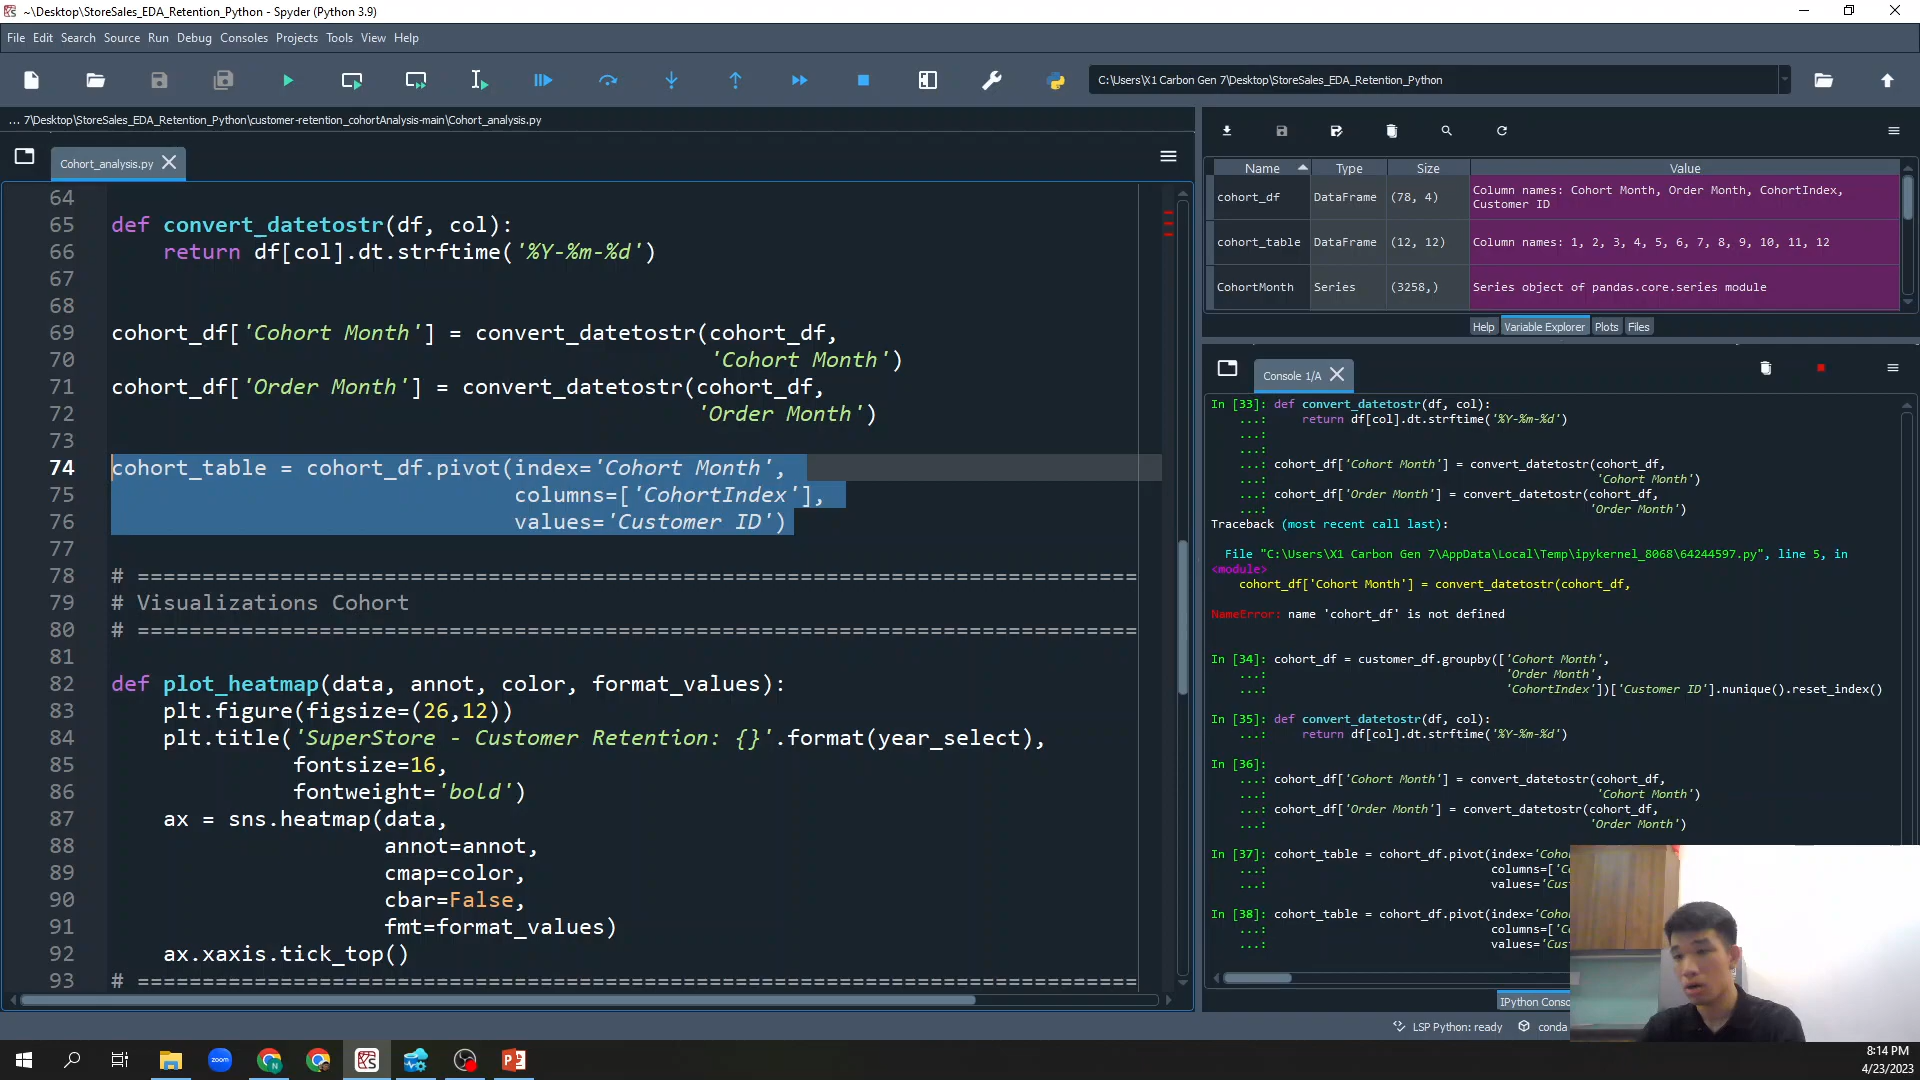 ~\Desktop\StoreSales_EDA_Retention_Python - Spyder (Python 3.9)
File Edit Search Source Run Debug Consoles Projects Tools View Help
C:\Users\X1 Carbon Gen 7\Desktop\StoreSales_EDA_Retention_Python
... 7\Desktop\StoreSales_EDA_Retention_Python\customer-retention_cohortAnalysis-main\Cohort_analysis.py
Cohort_analysis.py
64
65 def convert_datetostr(df, col):
66 return df[col].dt.strftime('%Y-%m-%d')
67
68
69 cohort_df['Cohort Month'] = convert_datetostr(cohort_df,
70 'Cohort Month')
71 cohort_df['Order Month'] = convert_datetostr(cohort_df,
72 'Order Month')
73
74 cohort_table = cohort_df.pivot(index='Cohort Month',
75 columns=['CohortIndex'],
76 values='Customer ID')
77
78 # =============================================================================
79 # Visualizations Cohort
80 # =============================================================================
81
82 def plot_heatmap(data, annot, color, format_values):
83 plt.figure(figsize=(26,12))
84 plt.title('SuperStore - Customer Retention: {}'.format(year_select),
85 fontsize=16,
86 fontweight='bold')
87 ax = sns.heatmap(data,
88 annot=annot,
89 cmap=color,
90 cbar=False,
91 fmt=format_values)
92 ax.xaxis.tick_top()
93 # =============================================================================
Name Type Size Value
cohort_df DataFrame (78, 4) Column names: Cohort Month, Order Month, CohortIndex,
Customer ID
cohort_table DataFrame (12, 12) Column names: 1, 2, 3, 4, 5, 6, 7, 8, 9, 10, 11, 12
CohortMonth Series (3258,) Series object of pandas.core.series module
Help Variable Explorer Plots Files
Console 1/A
In [33]: def convert_datetostr(df, col):
...: return df[col].dt.strftime('%Y-%m-%d')
...:
...:
...: cohort_df['Cohort Month'] = convert_datetostr(cohort_df,
...: 'Cohort Month')
...: cohort_df['Order Month'] = convert_datetostr(cohort_df,
...: 'Order Month')
Traceback (most recent call last):
File "C:\Users\X1 Carbon Gen 7\AppData\Local\Temp\ipykernel_8068\64244597.py", line 5, in
<module>
cohort_df['Cohort Month'] = convert_datetostr(cohort_df,
NameError: name 'cohort_df' is not defined
In [34]: cohort_df = customer_df.groupby(['Cohort Month',
...: 'Order Month',
...: 'CohortIndex'])['Customer ID'].nunique().reset_index()
In [35]: def convert_datetostr(df, col):
...: return df[col].dt.strftime('%Y-%m-%d')
In [36]:
...: cohort_df['Cohort Month'] = convert_datetostr(cohort_df,
...: 'Cohort Month')
...: cohort_df['Order Month'] = convert_datetostr(cohort_df,
...: 'Order Month')
In [37]: cohort_table = cohort_df.pivot(index='Coho
...: columns=['C
...: values='Cus
In [38]: cohort_table = cohort_df.pivot(index='Coho
...: columns=['C
...: values='Cus
IPython Conso
LSP Python: ready conda
zoom
8:14 PM
4/23/2023